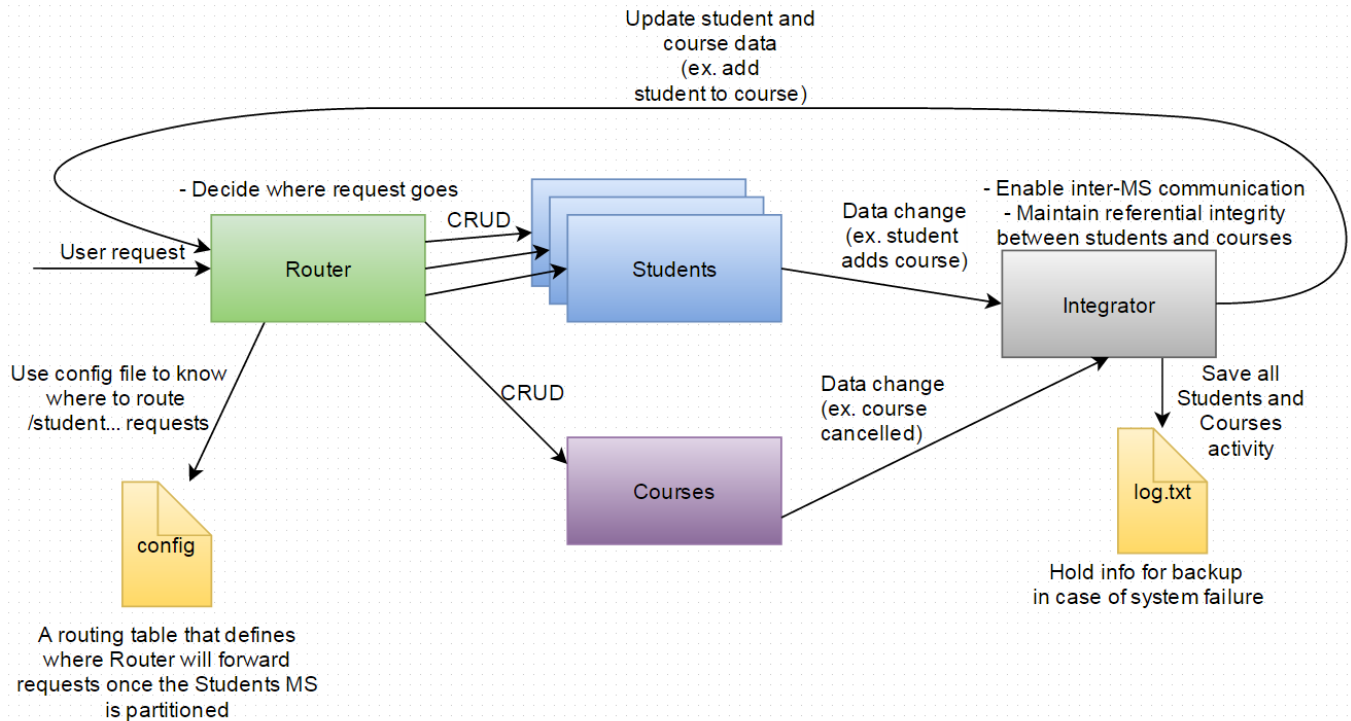 Update student and
course data
(ex. add
student to course)
- Decide where request goes
User request
Router
CRUD
Students
Data change
(ex. student
adds course)
- Enable inter-MS communication
- Maintain referential integrity
between students and courses
Integrator
Use config file to know
where to route
/student... requests
CRUD
Courses
Data change
(ex. course
cancelled)
Save all
Students and
Courses
activity
config
A routing table that defines
where Router will forward
requests once the Students MS
is partitioned
log.txt
Hold info for backup
in case of system failure